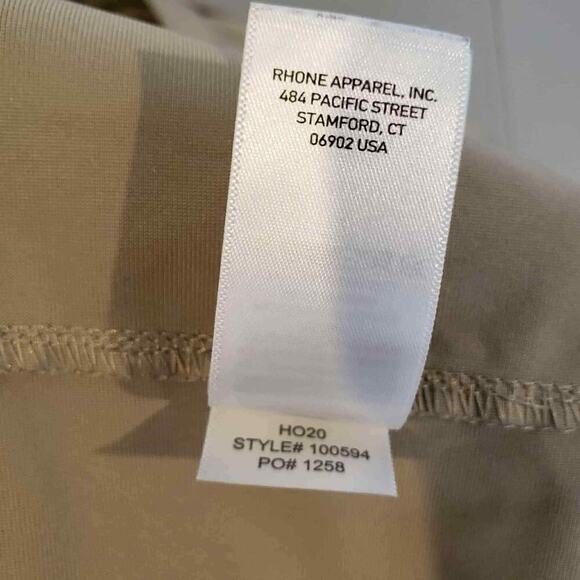 RHONE APPAREL, INC.
484 PACIFIC STREET
STAMFORD, CT
06902 USA
HO20
STYLE# 100594
PO# 1258